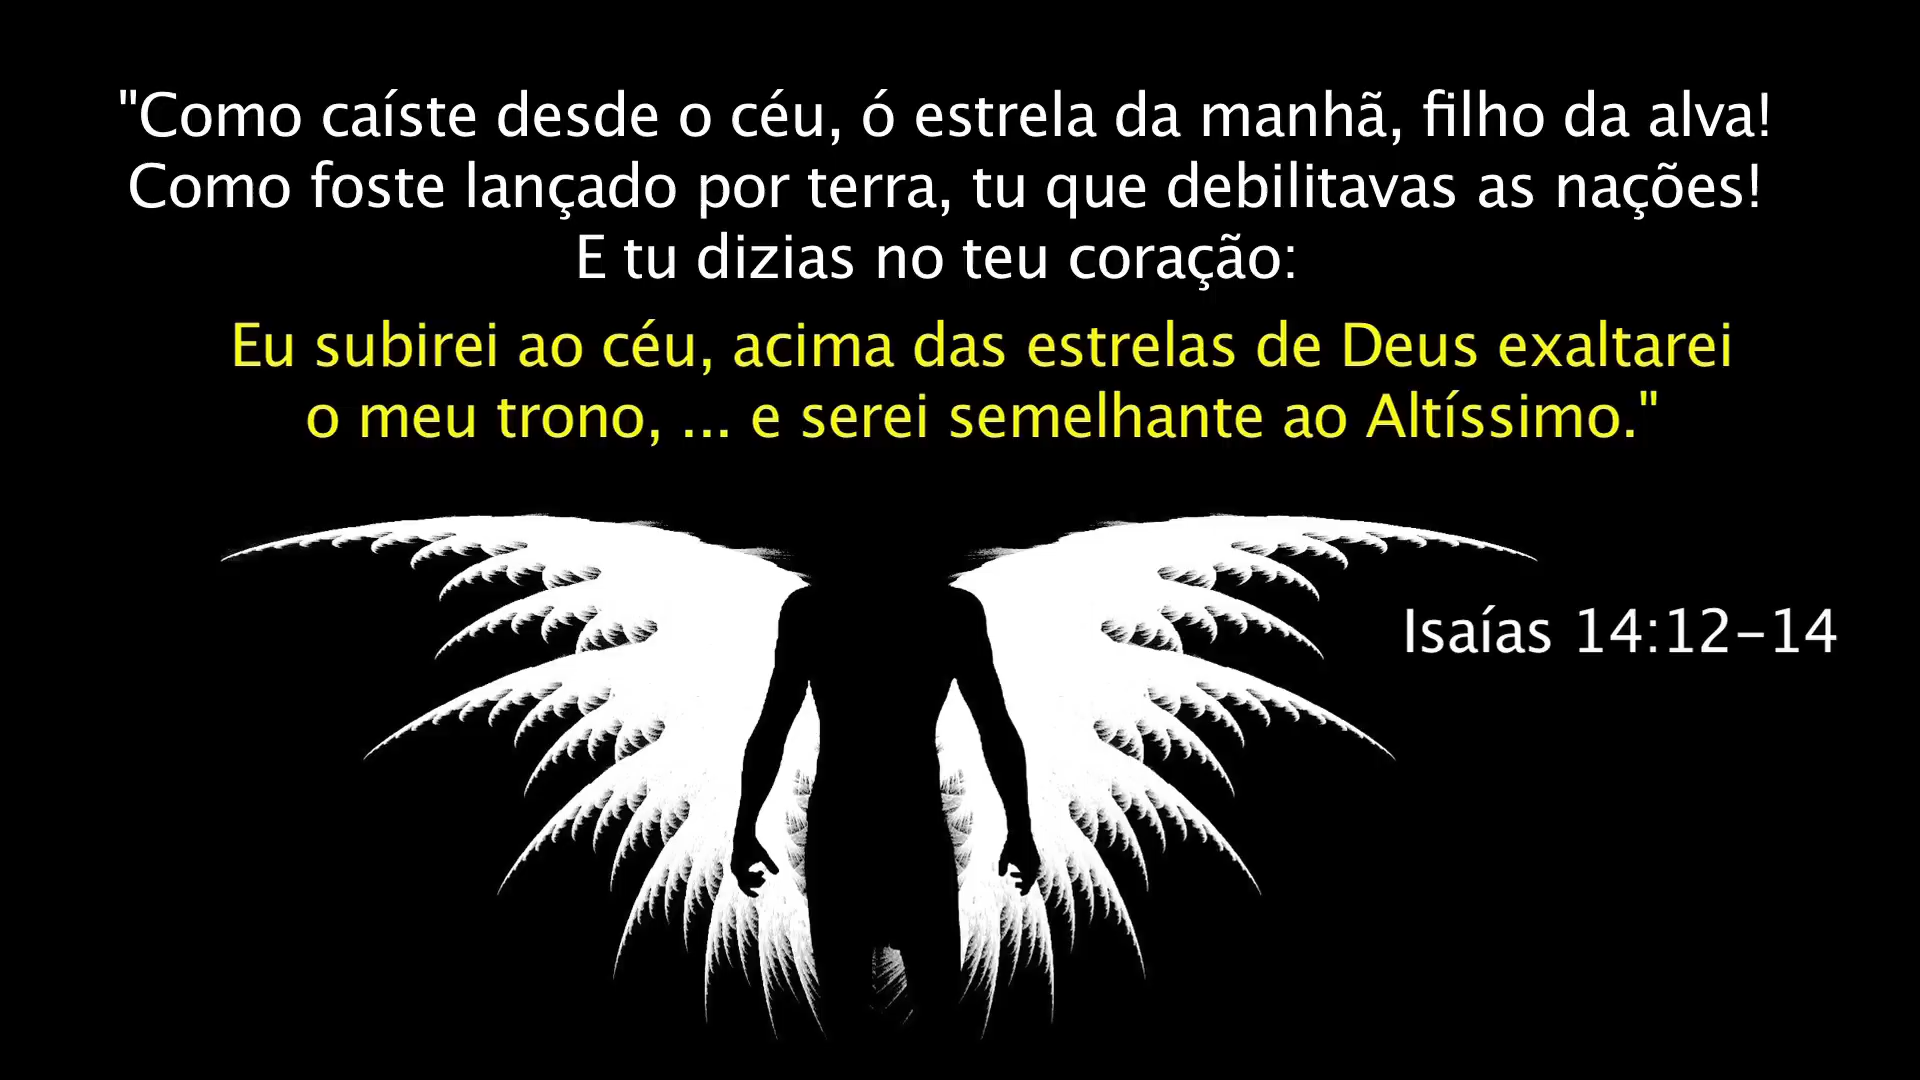 "Como caíste desde o céu, ó estrela da manhã, filho da alva!
Como foste lançado por terra, tu que debilitavas as nações!
E tu dizias no teu coração:
Eu subirei ao céu, acima das estrelas de Deus exaltarei
o meu trono, ... e serei semelhante ao Altíssimo."
Isaías 14:12-14